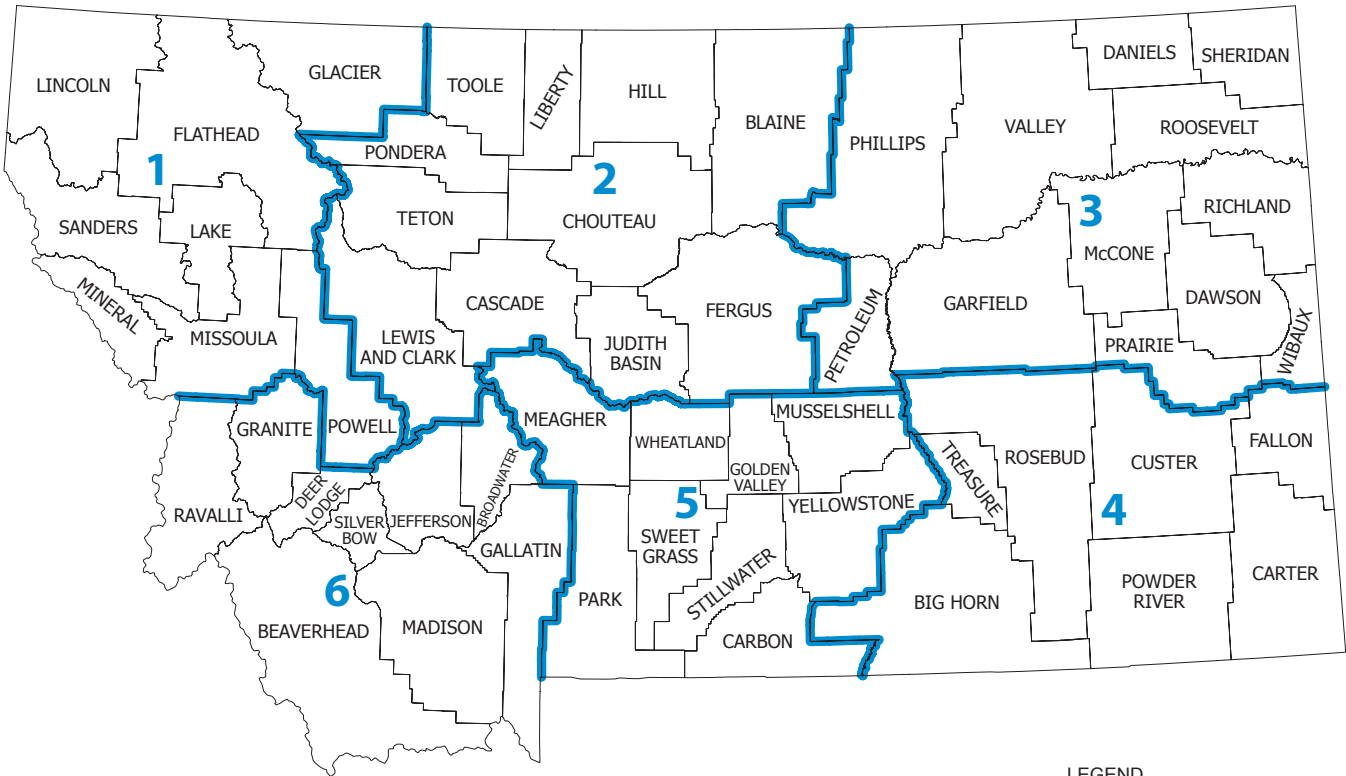 LINCOLN
FLATHEAD
1
GLACIER
SANDERS
LAKE
MINERAL
MISSOULA
POWELL
TOOLE
LIBERTY
HILL
BLAINE
PONDERA
2
TETON
CHOUTEAU
CASCADE
LEWIS
AND CLARK
JUDITH
BASIN
FERGUS
PHILLIPS
VALLEY
DANIELS
SHERIDAN
ROOSEVELT
3
RICHLAND
McCONE
DAWSON
GARFIELD
PETROLEUM
PRAIRIE
WIBAUX
TREASURE
ROSEBUD
CUSTER
FALLON
4
BIG HORN
POWDER
RIVER
CARTER
MEAGHER
WHEATLAND
GOLDEN
VALLEY
MUSSELSHELL
5
SWEET
GRASS
YELLOWSTONE
STILLWATER
PARK
CARBON
GRANITE
RAVALLI
DEER
LODGE
SILVER
BOW
JEFFERSON
BROADWATER
GALLATIN
6
BEAVERHEAD
MADISON
LEGEND